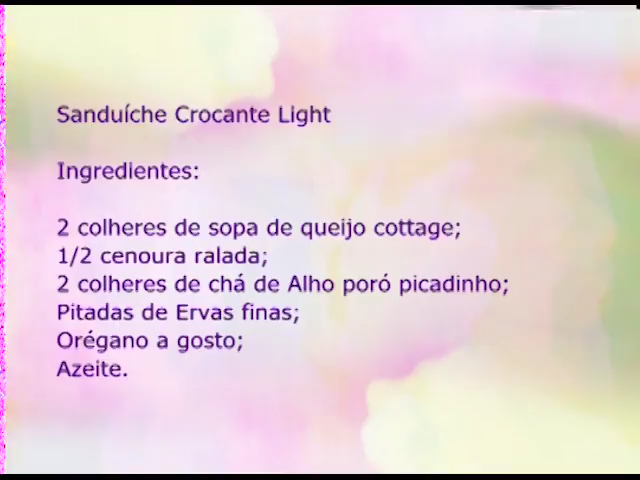 Sanduíche Crocante Light
Ingredientes:
2 colheres de sopa de queijo cottage;
1/2 cenoura ralada;
2 colheres de chá de Alho poró picadinho;
Pitadas de Ervas finas;
Orégano a gosto;
Azeite.